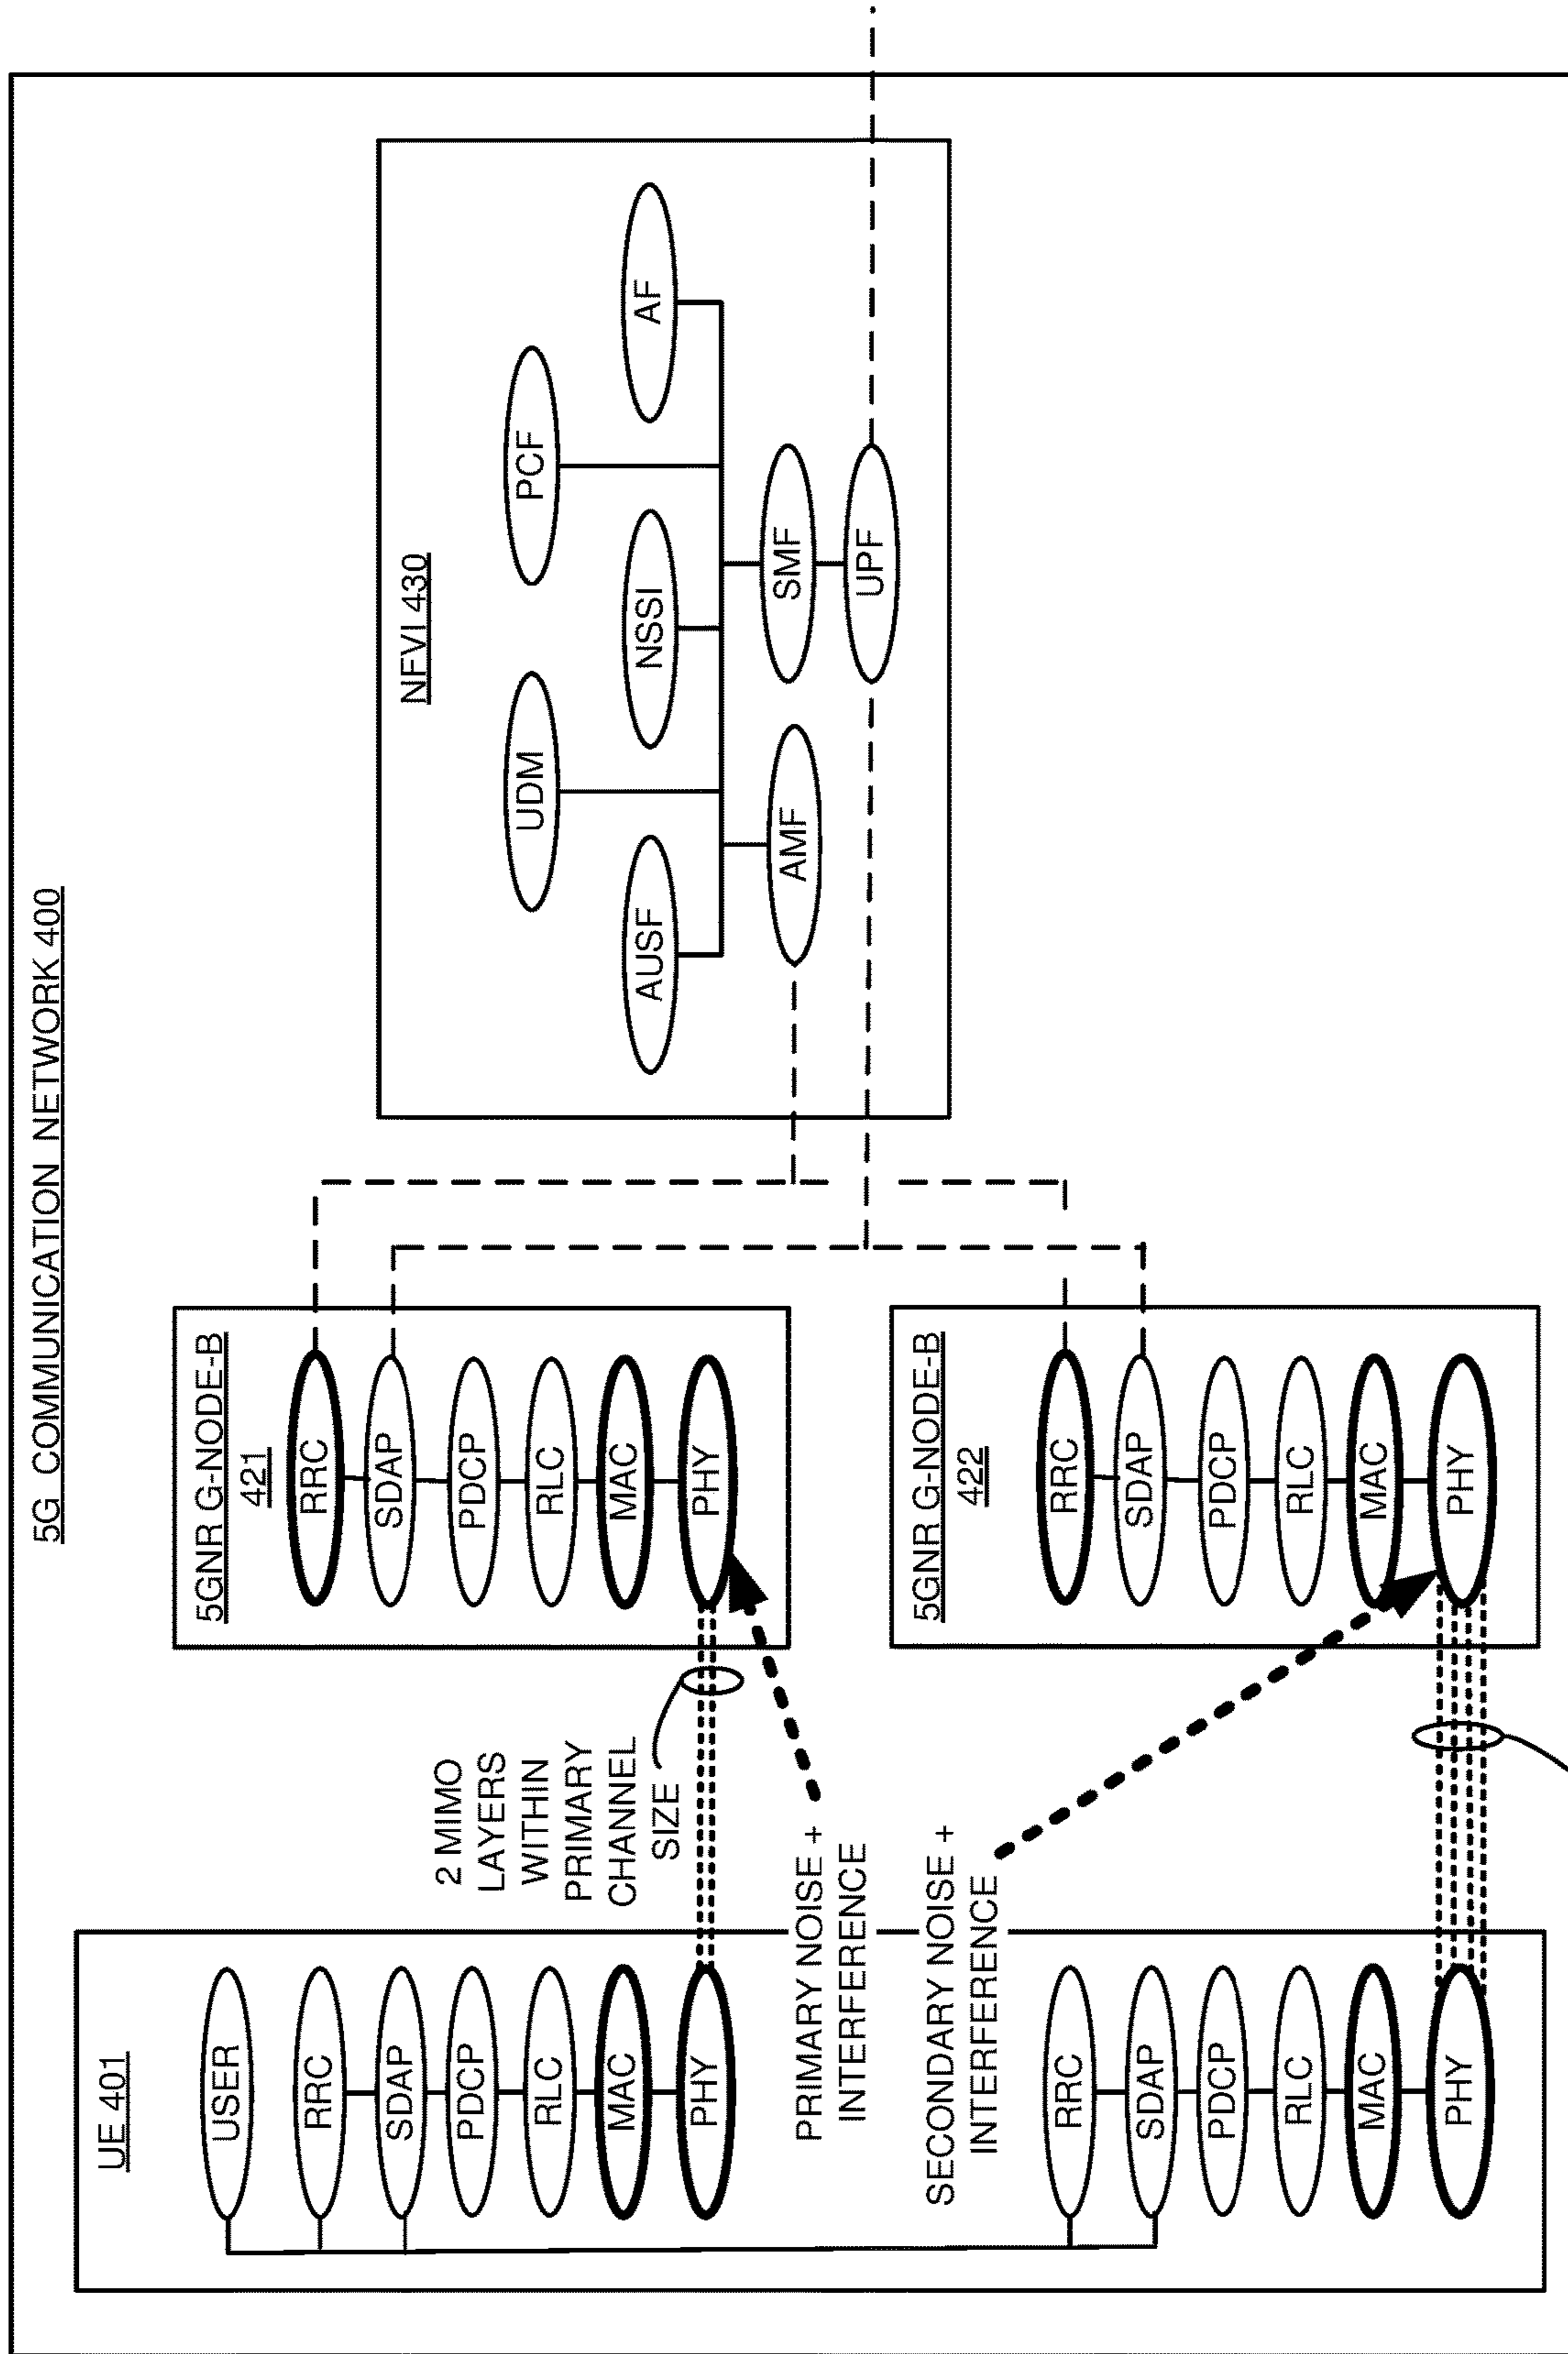 5G COMMUNICATION NETWORK 400
UE 401
USER
RRC
SDAP
PDCP
RLC
MAC
PHY
RRC
SDAP
PDCP
RLC
MAC
PHY
2 MIMO
LAYERS
WITHIN
PRIMARY
CHANNEL
SIZE
PRIMARY NOISE +
INTERFERENCE
SECONDARY NOISE +
INTERFERENCE
5GNR G-NODE-B
421
RRC
SDAP
PDCP
RLC
MAC
PHY
5GNR G-NODE-B
422
RRC
SDAP
PDCP
RLC
MAC
PHY
NFVI 430
UDM
PCF
AUSF
NSSI
AF
AMF
SMF
UPF